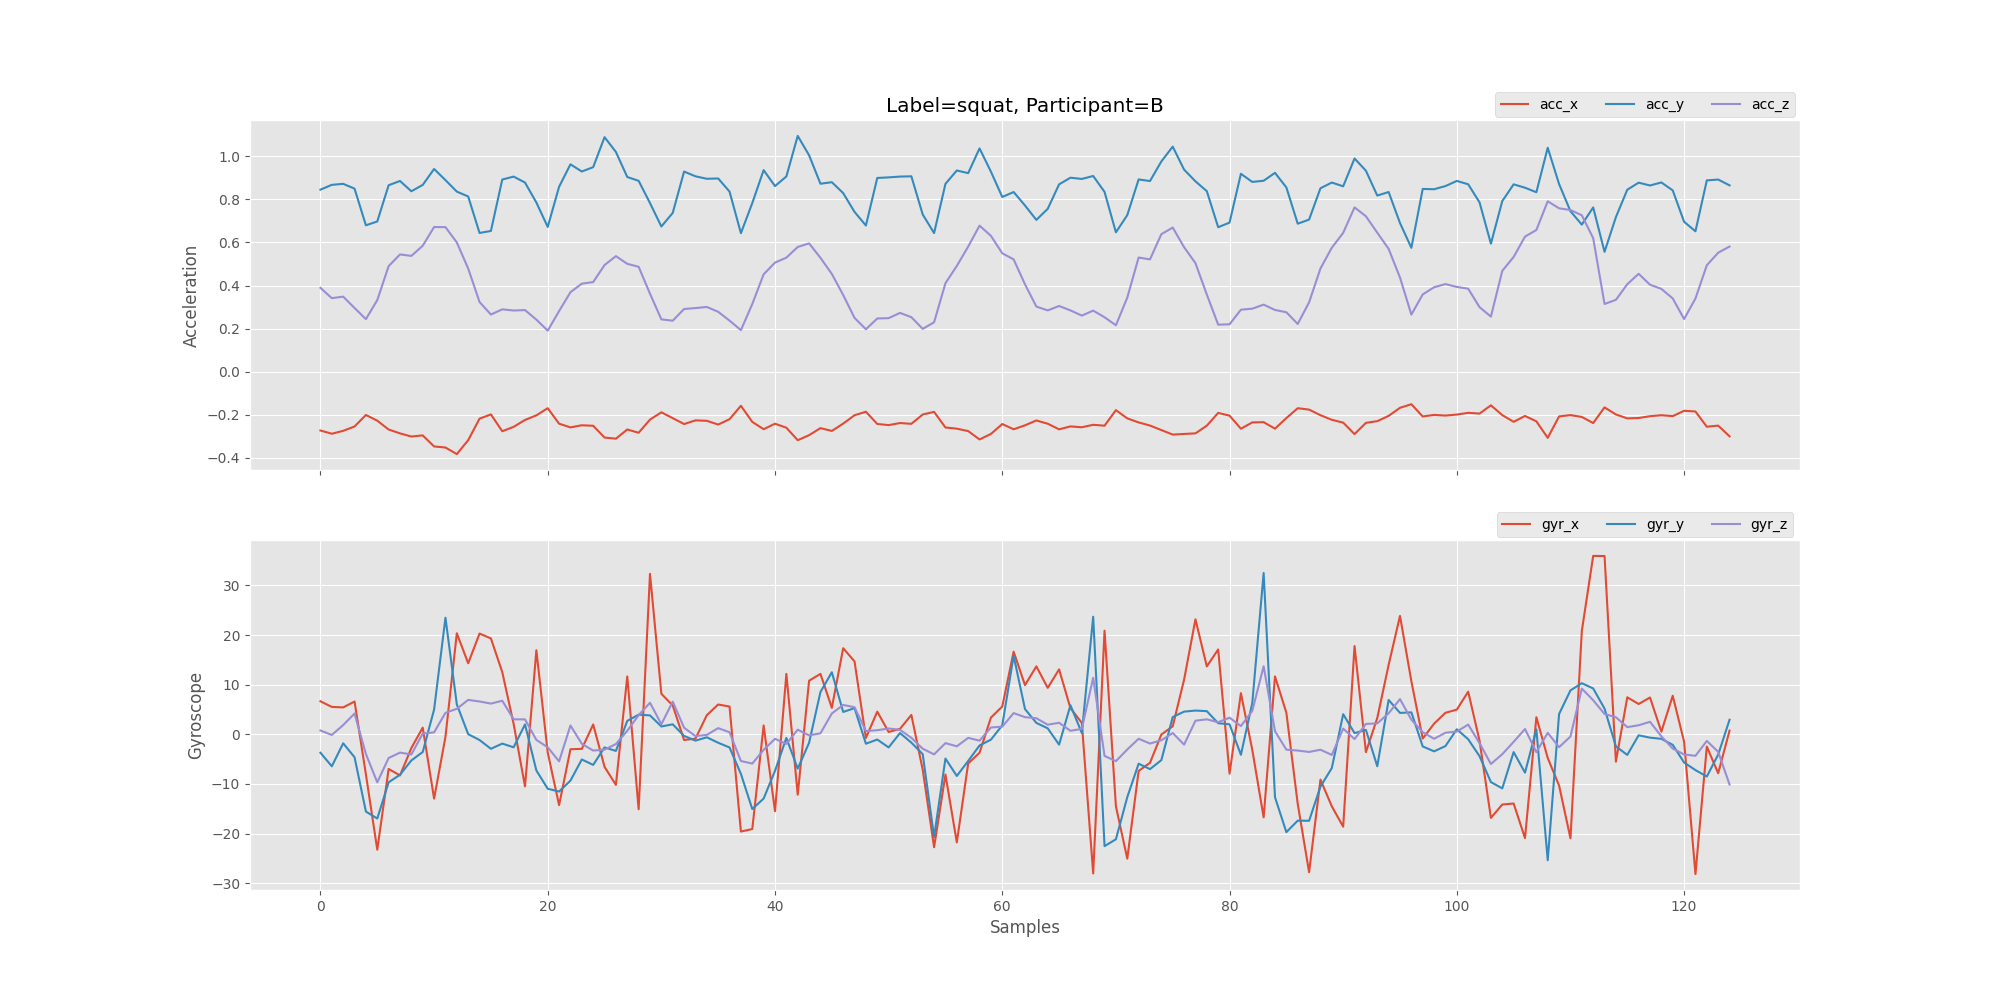 Label=squat, Participant=B
acc_x acc_y acc_z
1.0
0.8
0.6
0.4
0.2
0.0
−0.2
−0.4
Acceleration
gyr_x gyr_y gyr_z
30
20
10
0
−10
−20
−30
Gyroscope
0 20 40 60 80 100 120
Samples